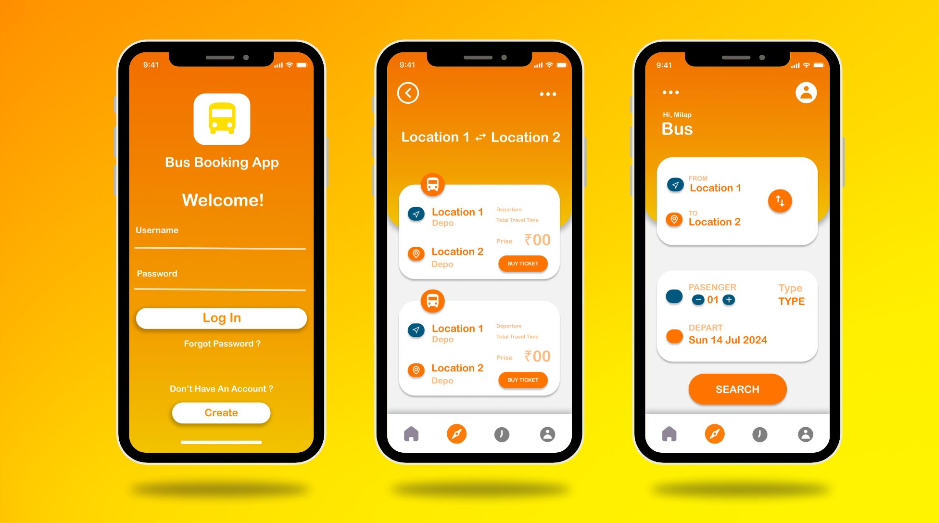 9:41
Bus Booking App
Welcome!
Username
Password
Log In
Forgot Password ?
Don't Have An Account ?
Create
9:41
Location 1 Location 2
Location 1
Depo
Departure
Total Travel Time
Location 2
Depo
Price ₹00
BUY TICKET
Location 1
Depo
Departure
Total Travel Time
Location 2
Depo
Price ₹00
BUY TICKET
9:41
Hi, Milap
Bus
FROM
Location 1
TO
Location 2
PASENGER
01
Type
TYPE
DEPART
Sun 14 Jul 2024
SEARCH